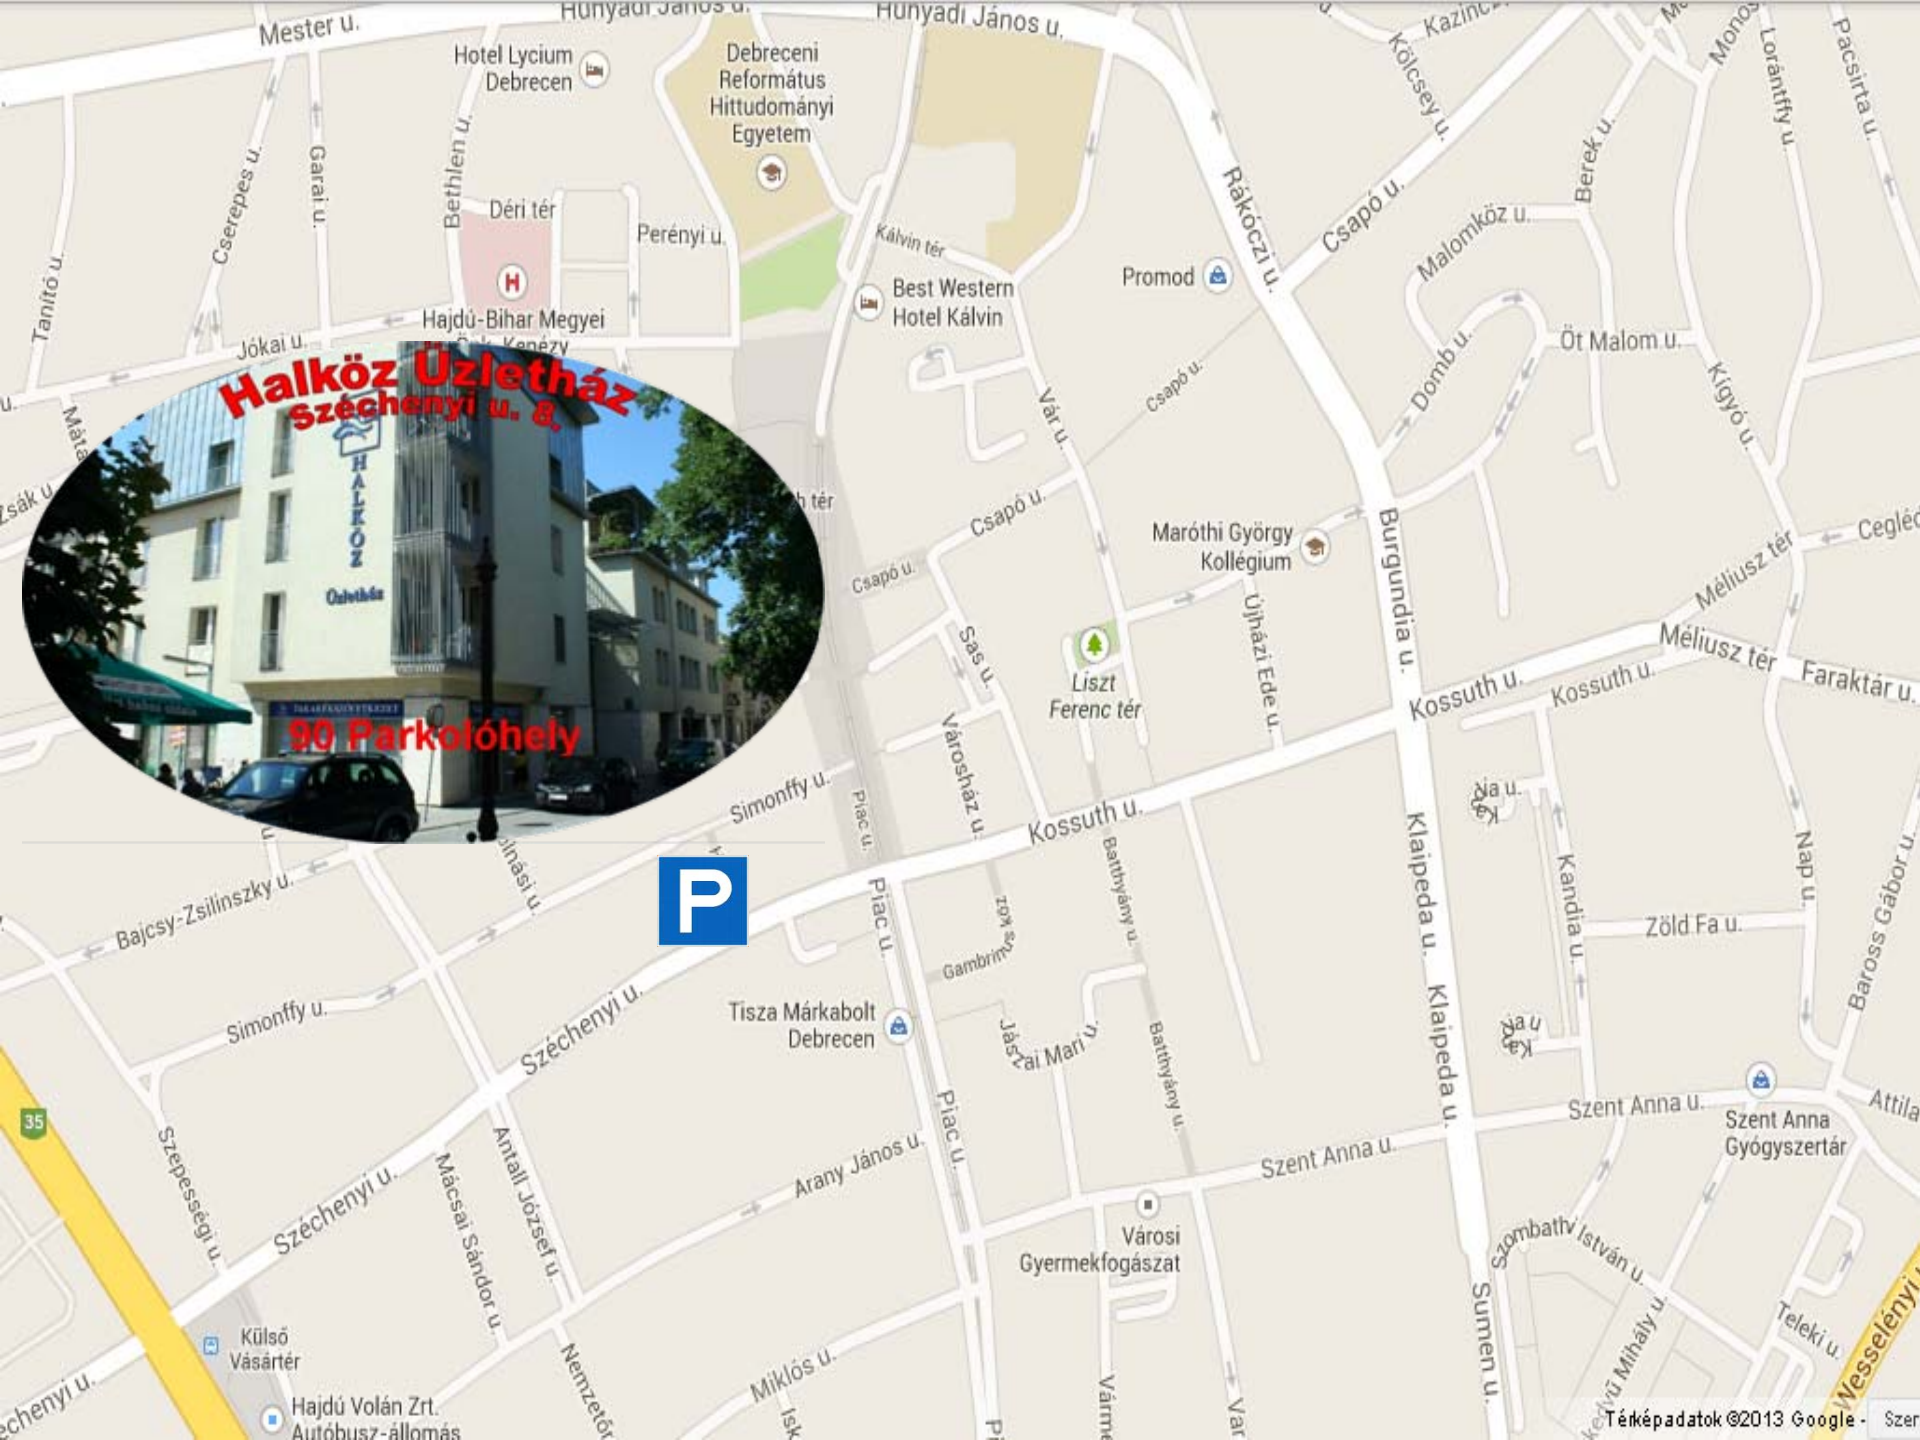 Mester u.
Hunyadi János u.
Hunyadi János u.
Kazincz
Kölcsey u.
Monos
Lorántffy u.
Pacsirta u.
Hotel Lycium
Debrecen
Debreceni
Református
Hittudományi
Egyetem
Cserepes u.
Garai u.
Bethlen u.
Berek u.
Rákóczi u.
Csapó u.
Déri tér
Perényi u.
Kálvin tér
Malomköz u.
Tanító u.
H
Hajdú-Bihar Megyei
Kenézy
Best Western
Hotel Kálvin
Promod
Jókai u.
Domb u.
Öt Malom u.
Kígyó u.
Halköz Üzletház
Széchenyi u. 8.
HALKÖZ
Üzletház
TAKARÉKSZÖVETKEZET
90 Parkolóhely
Zsák u.
Vár u.
Csapó u.
Csapó u.
Csapó u.
Maróthi György
Kollégium
Burgundia u.
Méliusz tér
Méliusz tér
Faraktár u.
Sas u.
Liszt
Ferenc tér
Újházi Ede u.
Kossuth u.
Kossuth u.
Városház u.
Simonffy u.
Piac u.
Kossuth u.
Klaipeda u.
Kandia u.
Nap u.
Bajcsy-Zsilinszky u.
P
Piac u.
Batthyány u.
Zöld Fa u.
Baross Gábor u.
Gambrinus köz
Simonffy u.
Széchenyi u.
Tisza Márkabolt
Debrecen
Jászai Mari u.
Batthyány u.
Klaipeda u.
35
Szent Anna u.
Szent Anna
Gyógyszertár
Attila
Szepességi u.
Széchenyi u.
Mácsai Sándor u.
Antall József u.
Arany János u.
Piac u.
Szent Anna u.
Városi
Gyermekfogászat
Szombathi István u.
Teleki u.
Wesselényi
Külső
Vásártér
Miklós u.
Sumen u.
Hajdú Volán Zrt.
Autóbusz-állomás
Térképadatok ©2013 Google -